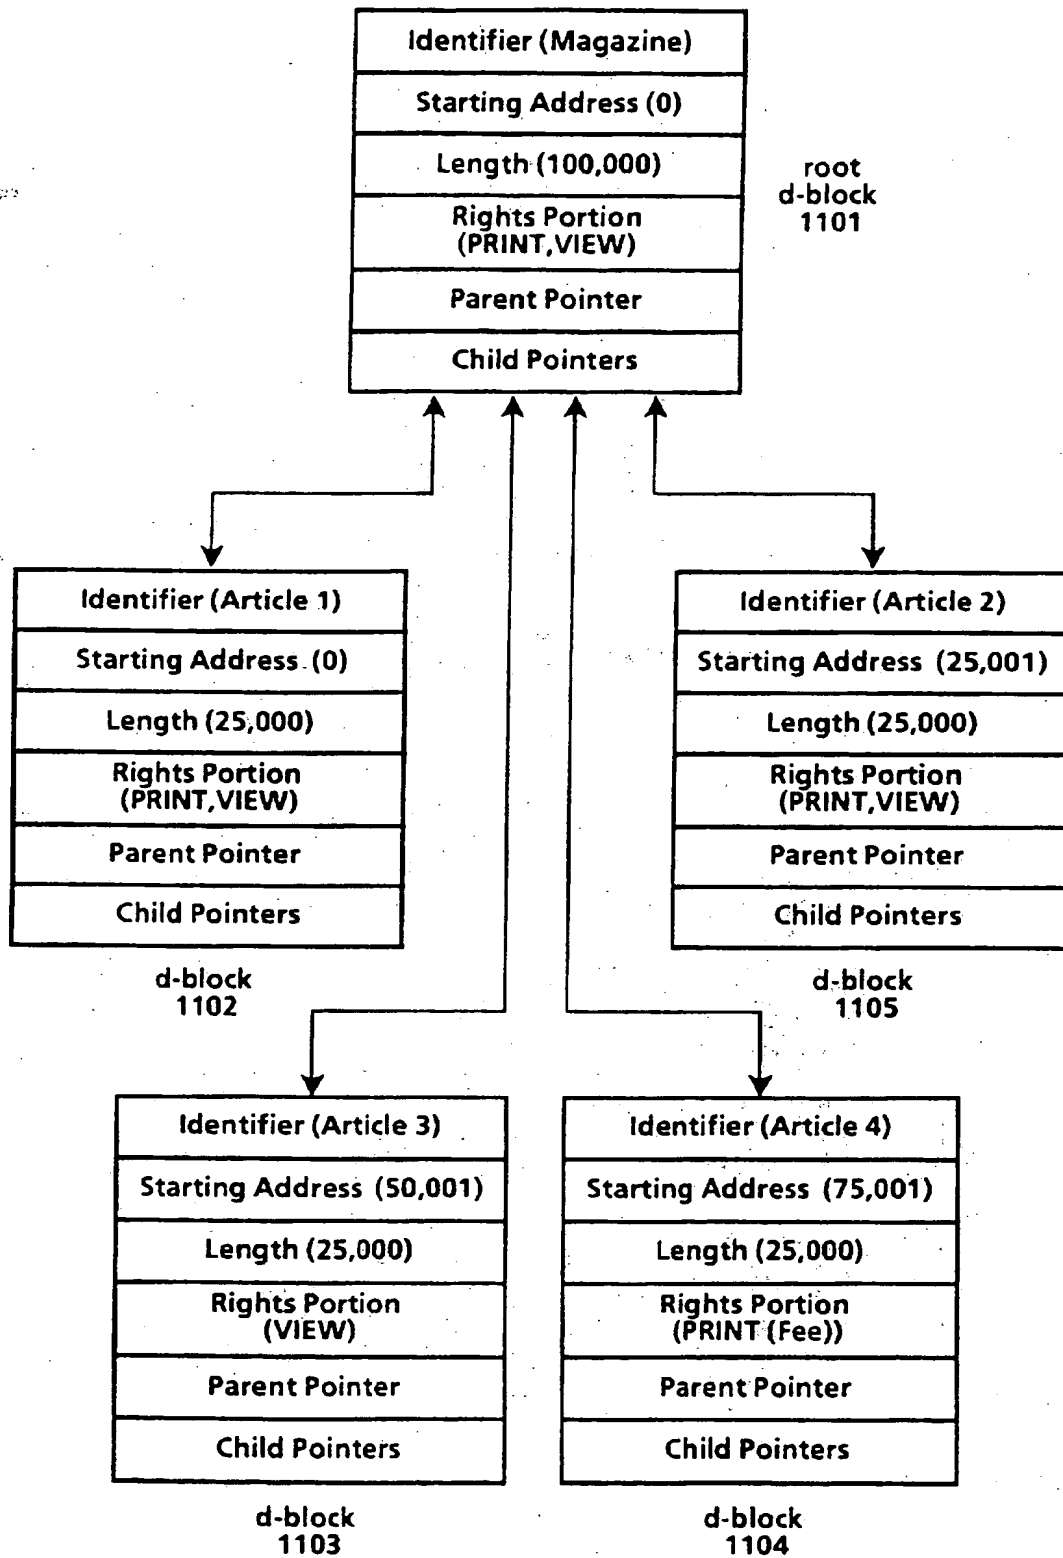 Identifier (Magazine)
Starting Address (0)
Length (100,000)
Rights Portion
(PRINT,VIEW)
Parent Pointer
Child Pointers
root
d-block
1101
Identifier (Article 1)
Starting Address (0)
Length (25,000)
Rights Portion
(PRINT,VIEW)
Parent Pointer
Child Pointers
d-block
1102
Identifier (Article 2)
Starting Address (25,001)
Length (25,000)
Rights Portion
(PRINT,VIEW)
Parent Pointer
Child Pointers
d-block
1105
Identifier (Article 3)
Starting Address (50,001)
Length (25,000)
Rights Portion
(VIEW)
Parent Pointer
Child Pointers
d-block
1103
Identifier (Article 4)
Starting Address (75,001)
Length (25,000)
Rights Portion
(PRINT (Fee))
Parent Pointer
Child Pointers
d-block
1104